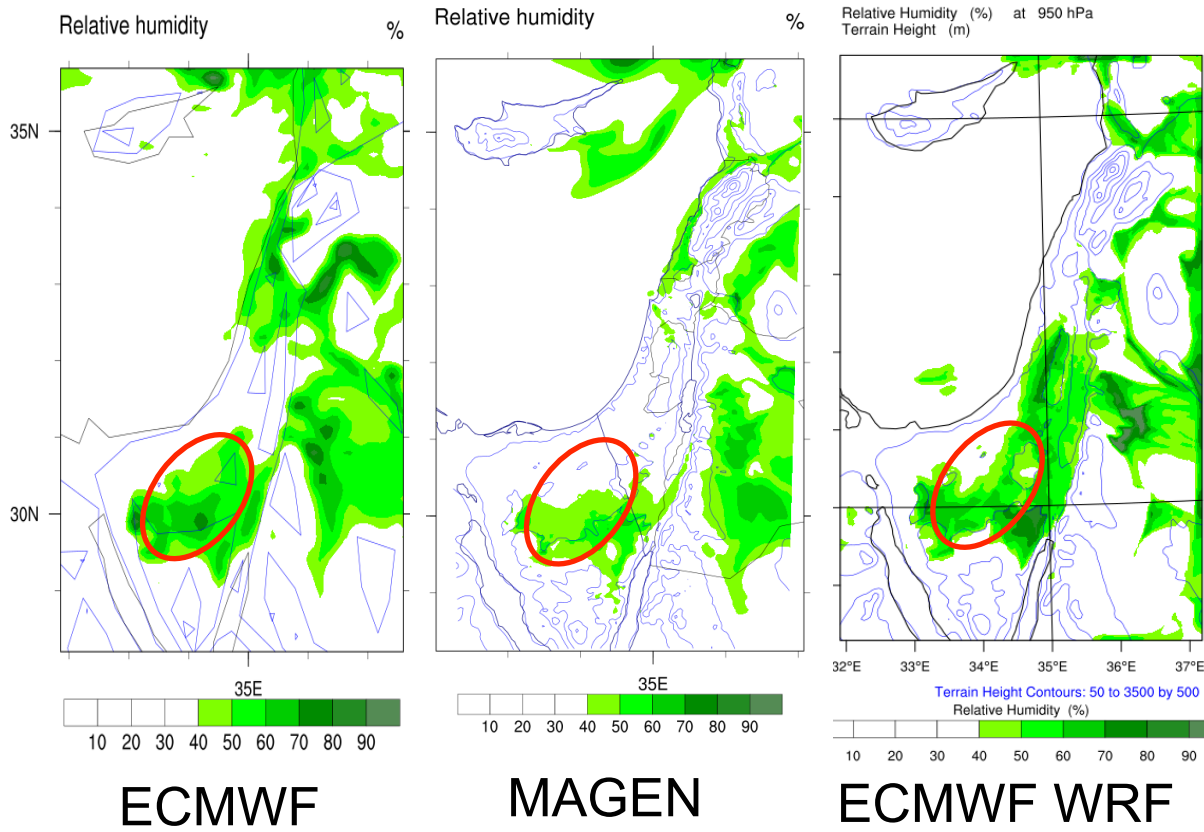 Relative humidity %
35N
30N
35E
10 20 30 40 50 60 70 80 90
ECMWF
Relative humidity %
35E
10 20 30 40 50 60 70 80 90
MAGEN
Relative Humidity (%) at 950 hPa
Terrain Height (m)
32°E 33°E 34°E 35°E 36°E 37°E
Terrain Height Contours: 50 to 3500 by 500
Relative Humidity (%)
10 20 30 40 50 60 70 80 90
ECMWF WRF